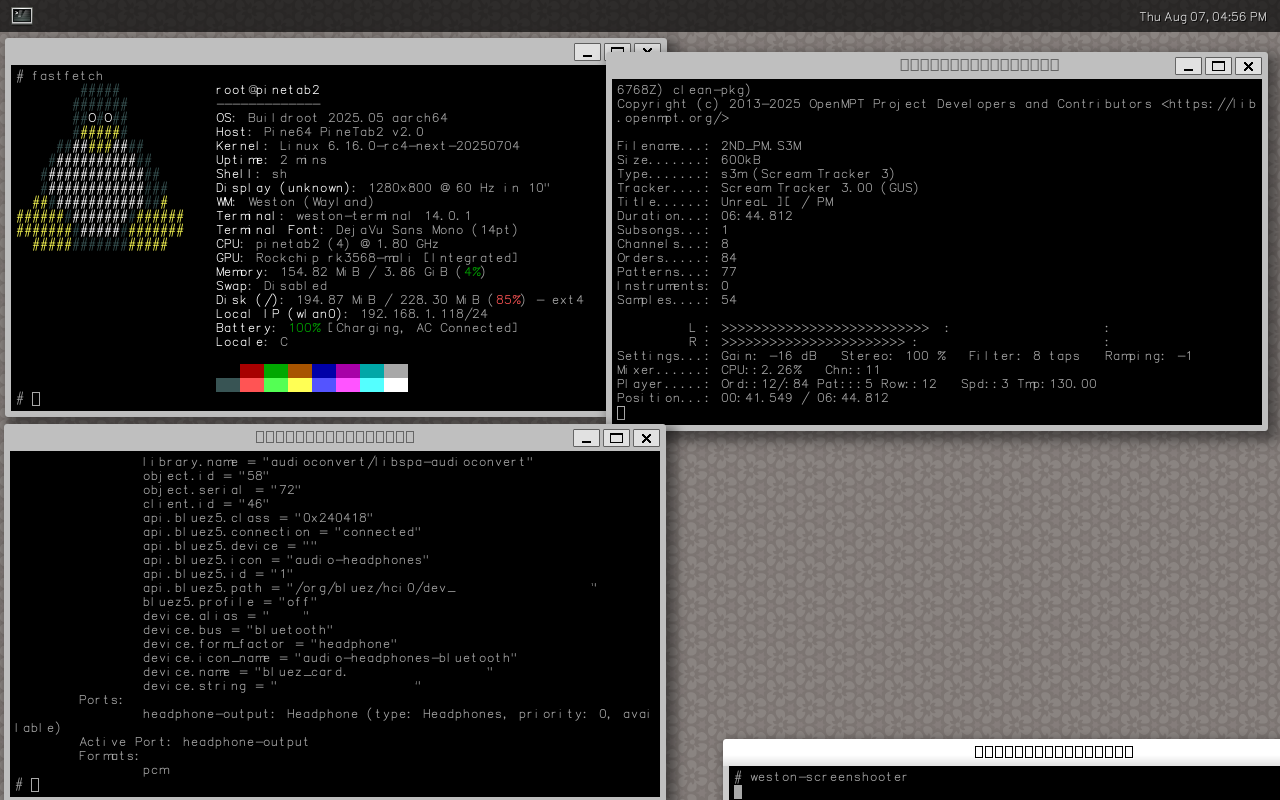 Thu Aug 07, 04:56 PM
# fastfetch
#####
#######
##O#O##
#######
###########
#############
###############
################
#################
#####################
#####################
#################
root@pinetab2
-------------
OS: Buildroot 2025.05 aarch64
Host: Pine64 PineTab2 v2.0
Kernel: Linux 6.16.0-rc4-next-20250704
Uptime: 2 mins
Shell: sh
Display (unknown): 1280x800 @ 60 Hz in 10"
WM: Weston (Wayland)
Terminal: weston-terminal 14.0.1
Terminal Font: DejaVu Sans Mono (14pt)
CPU: pinetab2 (4) @ 1.80 GHz
GPU: Rockchip rk3568-mali [Integrated]
Memory: 154.82 MiB / 3.86 GiB (4%)
Swap: Disabled
Disk (/): 194.87 MiB / 228.30 MiB (85%) - ext4
Local IP (wlan0): 192.168.1.118/24
Battery: 100% [Charging, AC Connected]
Locale: C
#
6768Z) clean-pkg)
Copyright (c) 2013-2025 OpenMPT Project Developers and Contributors <https://lib
.openmpt.org/>
Filename...: 2ND_PM.S3M
Size.......: 600kB
Type.......: s3m (Scream Tracker 3)
Tracker....: Scream Tracker 3.00 (GUS)
Title......: UnreaL ][ / PM
Duration...: 06:44.812
Subsongs...: 1
Channels...: 8
Orders.....: 84
Patterns...: 77
Instruments: 0
Samples....: 54
L : >>>>>>>>>>>>>>>>>>>>>>>>>> : :
R : >>>>>>>>>>>>>>>>>>>>>>> : :
Settings...: Gain: -16 dB Stereo: 100 % Filter: 8 taps Ramping: -1
Mixer......: CPU:: 2.26% Chn:: 11
Player.....: Ord:: 12/: 84 Pat::: 5 Row:: 12 Spd:: 3 Tmp: 130.00
Position...: 00:41.549 / 06:44.812
library.name = "audioconvert/libspa-audioconvert"
object.id = "58"
object.serial = "72"
client.id = "46"
api.bluez5.class = "0x240418"
api.bluez5.connection = "connected"
api.bluez5.device = ""
api.bluez5.icon = "audio-headphones"
api.bluez5.id = "1"
api.bluez5.path = "/org/bluez/hci0/dev_ "
bluez5.profile = "off"
device.alias = " "
device.bus = "bluetooth"
device.form_factor = "headphone"
device.icon_name = "audio-headphones-bluetooth"
device.name = "bluez_card. "
device.string = " "
Ports:
headphone-output: Headphone (type: Headphones, priority: 0, avai
lable)
Active Port: headphone-output
Formats:
pcm
#
# weston-screenshooter